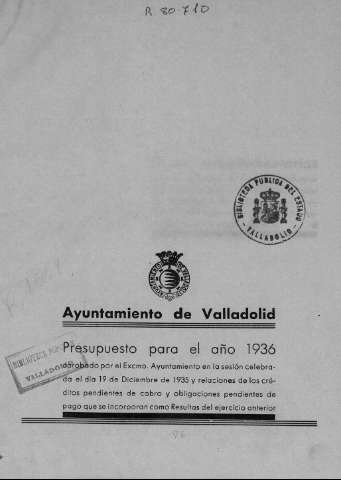 R 80-710
BIBLIOTECA PUBLICA DEL ESTADO
- VALLADOLID -
Ayuntamiento de Valladolid
Presupuesto para el año 1936
aprobado por el Excmo. Ayuntamiento en la sesión celebra-
da el día 19 de Diciembre de 1935 y relaciones de los cré-
ditos pendientes de cobro y obligaciones pendientes de
pago que se incorporan como Resultas del ejercicio anterior
BIBLIOTECA
VALLADOLID